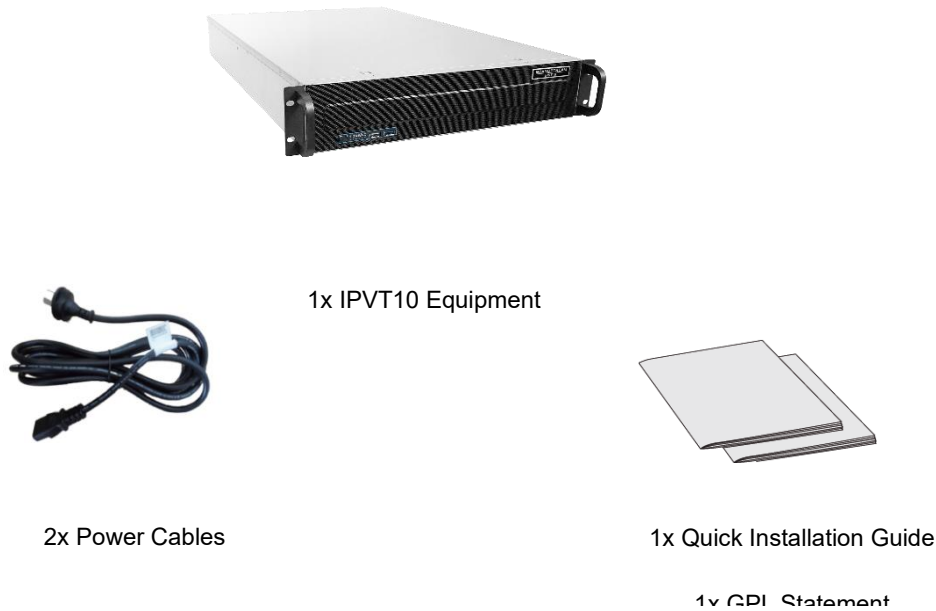 1x IPVT10 Equipment
2x Power Cables
1x Quick Installation Guide
1x GPL Statement